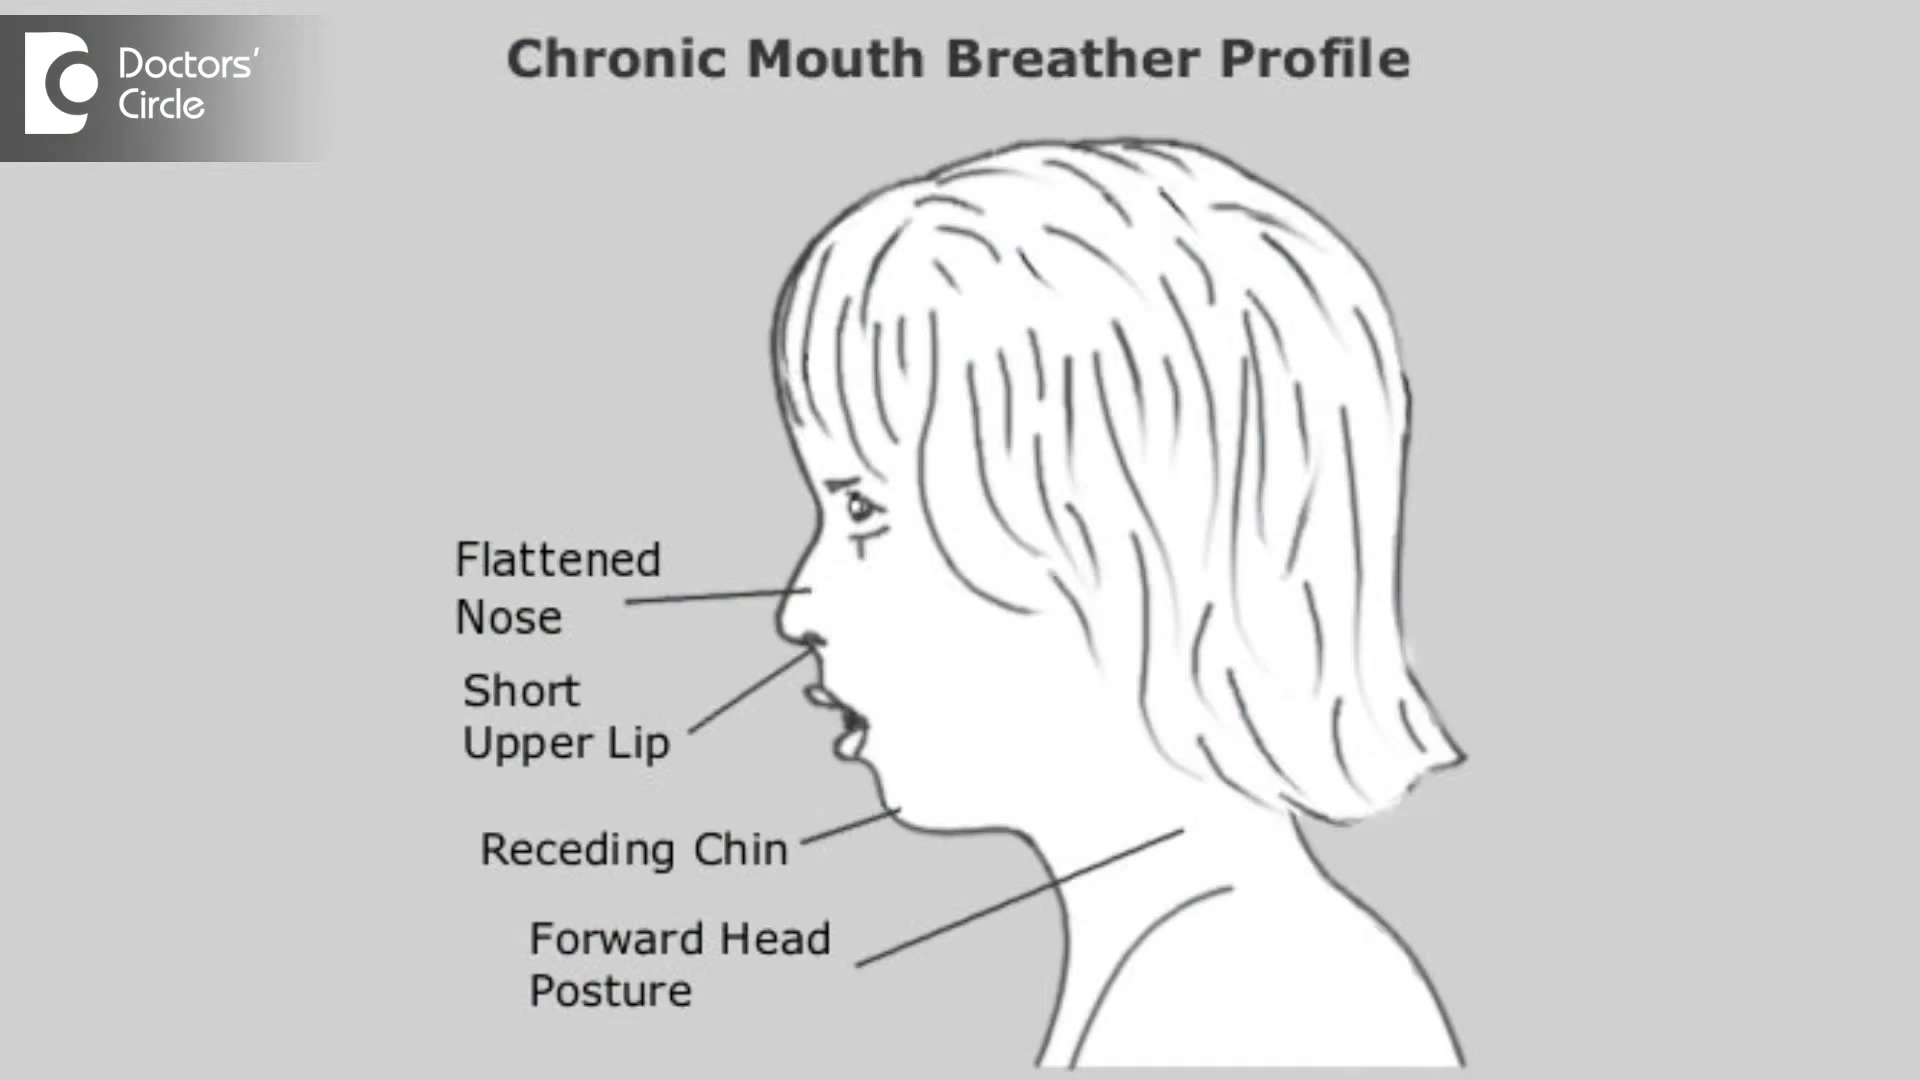 Doctors'
Circle
Chronic Mouth Breather Profile
Flattened
Nose
Short
Upper Lip
Receding Chin
Forward Head
Posture